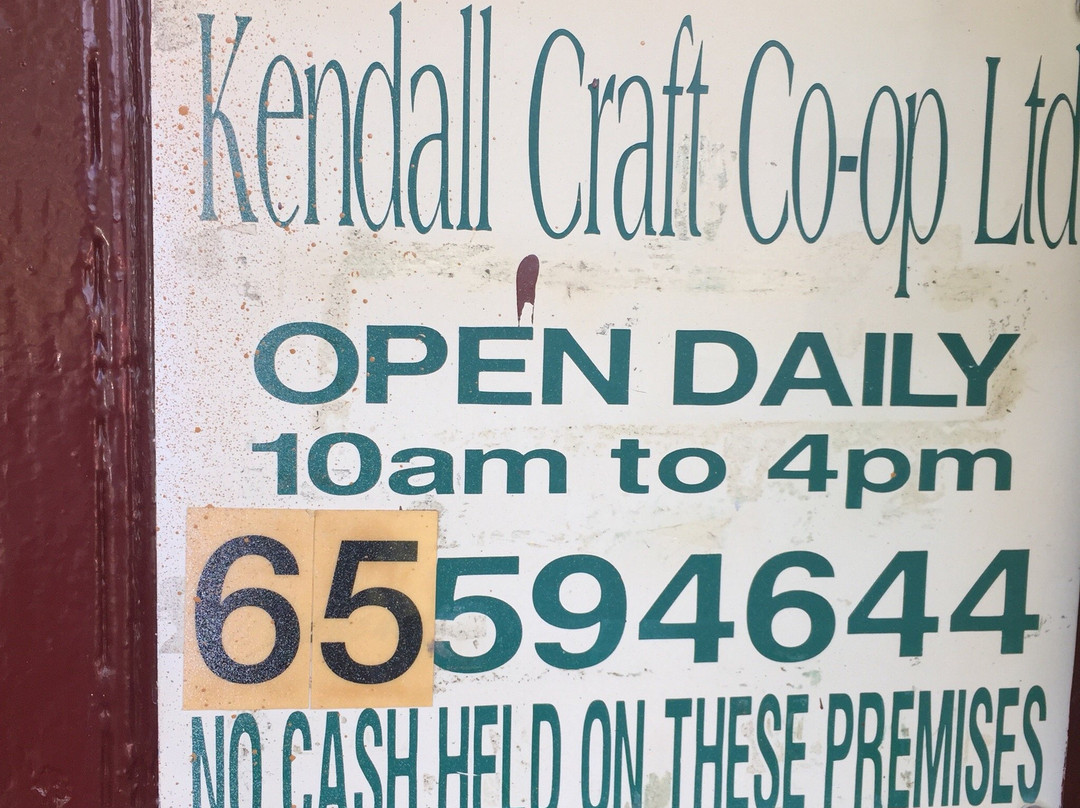 Kendall Craft Co-op Ltd
OPEN DAILY
10am to 4pm
65594644
NO CASH HELD ON THESE PREMISES